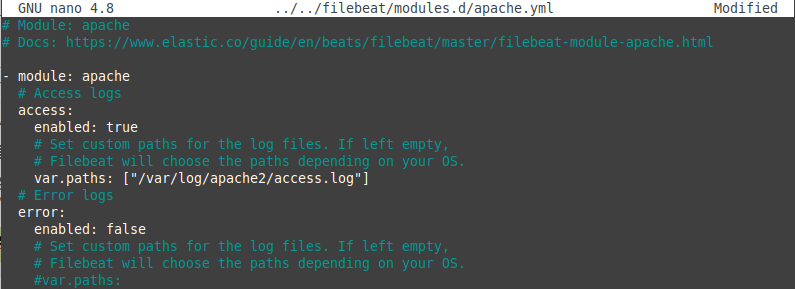 GNU nano 4.8 ../../filebeat/modules.d/apache.yml Modified
# Module: apache
# Docs: https://www.elastic.co/guide/en/beats/filebeat/master/filebeat-module-apache.html

- module: apache
  # Access logs
  access:
    enabled: true
    # Set custom paths for the log files. If left empty,
    # Filebeat will choose the paths depending on your OS.
    var.paths: ["/var/log/apache2/access.log"]
  # Error logs
  error:
    enabled: false
    # Set custom paths for the log files. If left empty,
    # Filebeat will choose the paths depending on your OS.
    #var.paths: